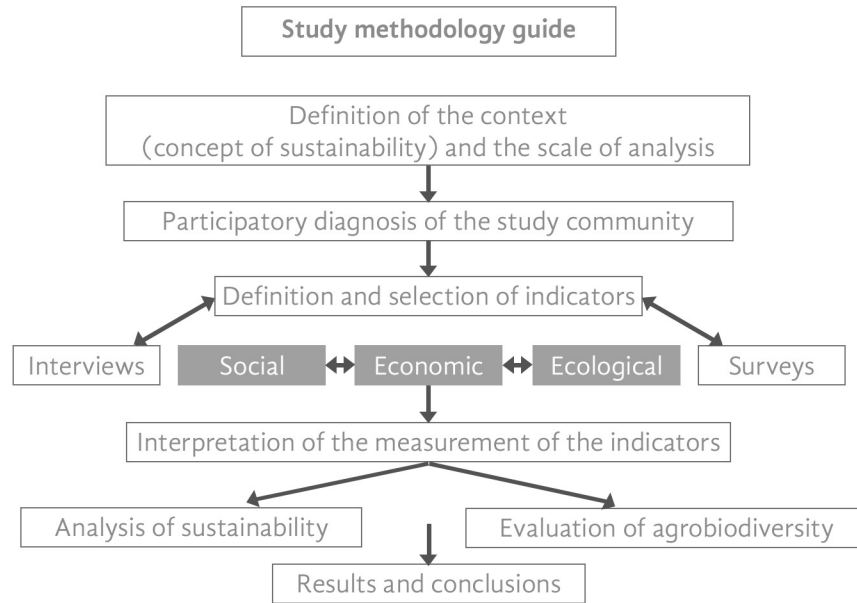 Study methodology guide
Definition of the context
(concept of sustainability) and the scale of analysis
Participatory diagnosis of the study community
Definition and selection of indicators
Interviews
Social
Economic
Ecological
Surveys
Interpretation of the measurement of the indicators
Analysis of sustainability
Evaluation of agrobiodiversity
Results and conclusions